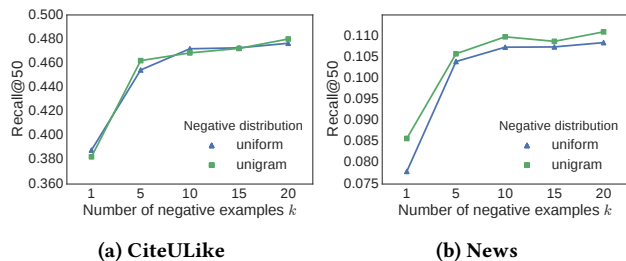 0.500
0.480
0.460
0.440
0.420
0.400
0.380
0.360
Recall@50
Negative distribution
uniform
unigram
1 5 10 15 20
Number of negative examples k
(a) CiteULike
0.110
0.105
0.100
0.095
0.090
0.085
0.080
0.075
Recall@50
Negative distribution
uniform
unigram
1 5 10 15 20
Number of negative examples k
(b) News